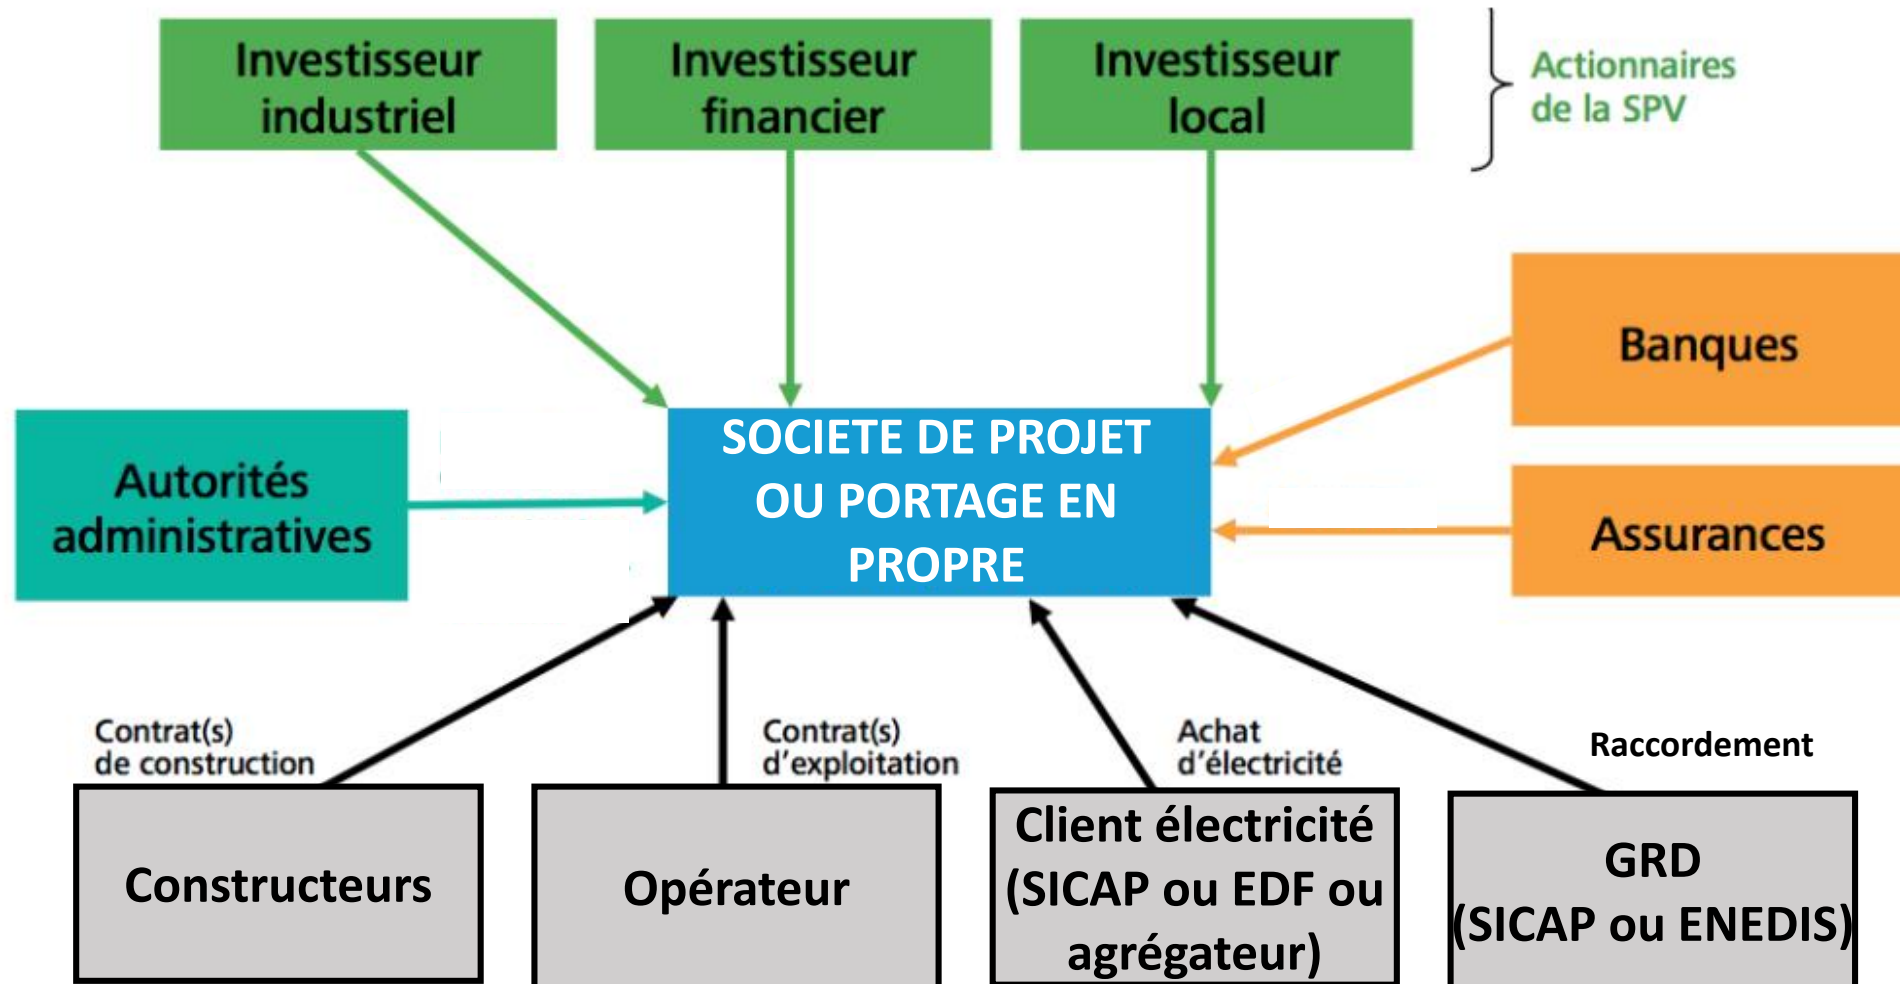 Investisseur
industriel
Investisseur
financier
Investisseur
local
Actionnaires
de la SPV
Banques
SOCIETE DE PROJET
OU PORTAGE EN
PROPRE
Autorités
administratives
Assurances
Contrat(s)
de construction
Contrat(s)
d'exploitation
Achat
d'électricité
Raccordement
Constructeurs
Opérateur
Client électricité
(SICAP ou EDF ou
agrégateur)
GRD
(SICAP ou ENEDIS)